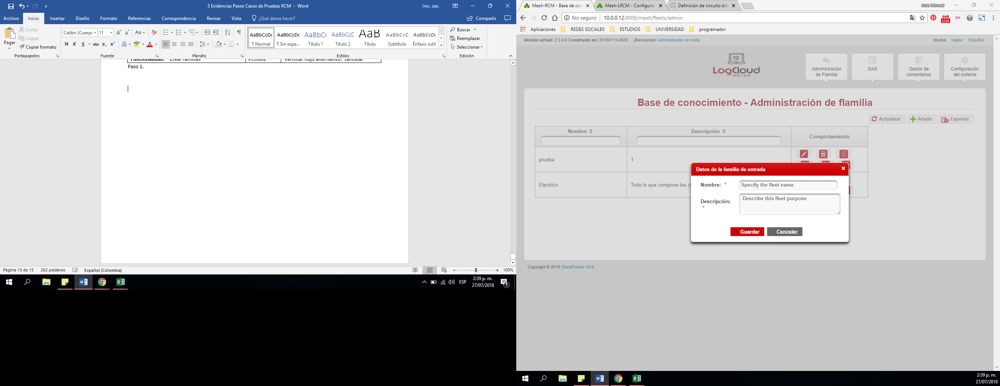 3 Evidencias Pasos Casos de Pruebas RCM - Word
Inic. ses.
Archivo Inicio Insertar Diseño Formato Referencias Correspondencia Revisar Vista ¿Qué desea hacer? Compartir
Pegar
Cortar
Copiar
Copiar formato
Portapapeles
Calibri (Cuerpo 11
N K S abc x₂ x²
Fuente
Párrafo
AaBbCcDc AaBbCcDc AaBbC( AaBbCcC AaB AaBbCcC AaBbCcDc
¶ Normal ¶ Sin espa... Título 1 Título 2 Título Subtítulo Énfasis sutil
Estilos
Buscar
Reemplazar
Seleccionar
Edición
Funcionalidad: Crear familias PCU002 Verificar flujo alternativo: cancelar
Paso 1.
Página 15 de 15 262 palabras Español (Colombia) 100%
ESP
2:39 p. m.
27/07/2018
1
Mesh-RCM - Base de con
Mesh-LRCM - Configurac
Definición de circuito elé
Jose Manuel
No seguro 10.0.0.12:8088/mesh/fleets/admin
5228
Aplicaciones REDES SOCIALES ESTUDIOS UNIVERSIDAD programador
Versión actual: 2.5.0.0 Construido en: 20180711-0833 ¡Bienvenido! Administrador de malla
Idioma: Inglés Español
LogCloud
MESH LRCM
Administración
de Flamilia
DAS
Gestor de
comentarios
Configuración
del sistema
Base de conocimiento - Administración de flamilia
Actualizar Añadir Exportar
Nombre Descripción Comportamiento
prueba 1
Electrico Todo lo que compone los ci
Datos de la familia de entrada
Nombre: * Specify the fleet name
Descripción: * Describe this fleet purpose
Guardar Cancelar
Copyright © 2018 StackPointer SAS
2:39 p. m.
27/07/2018